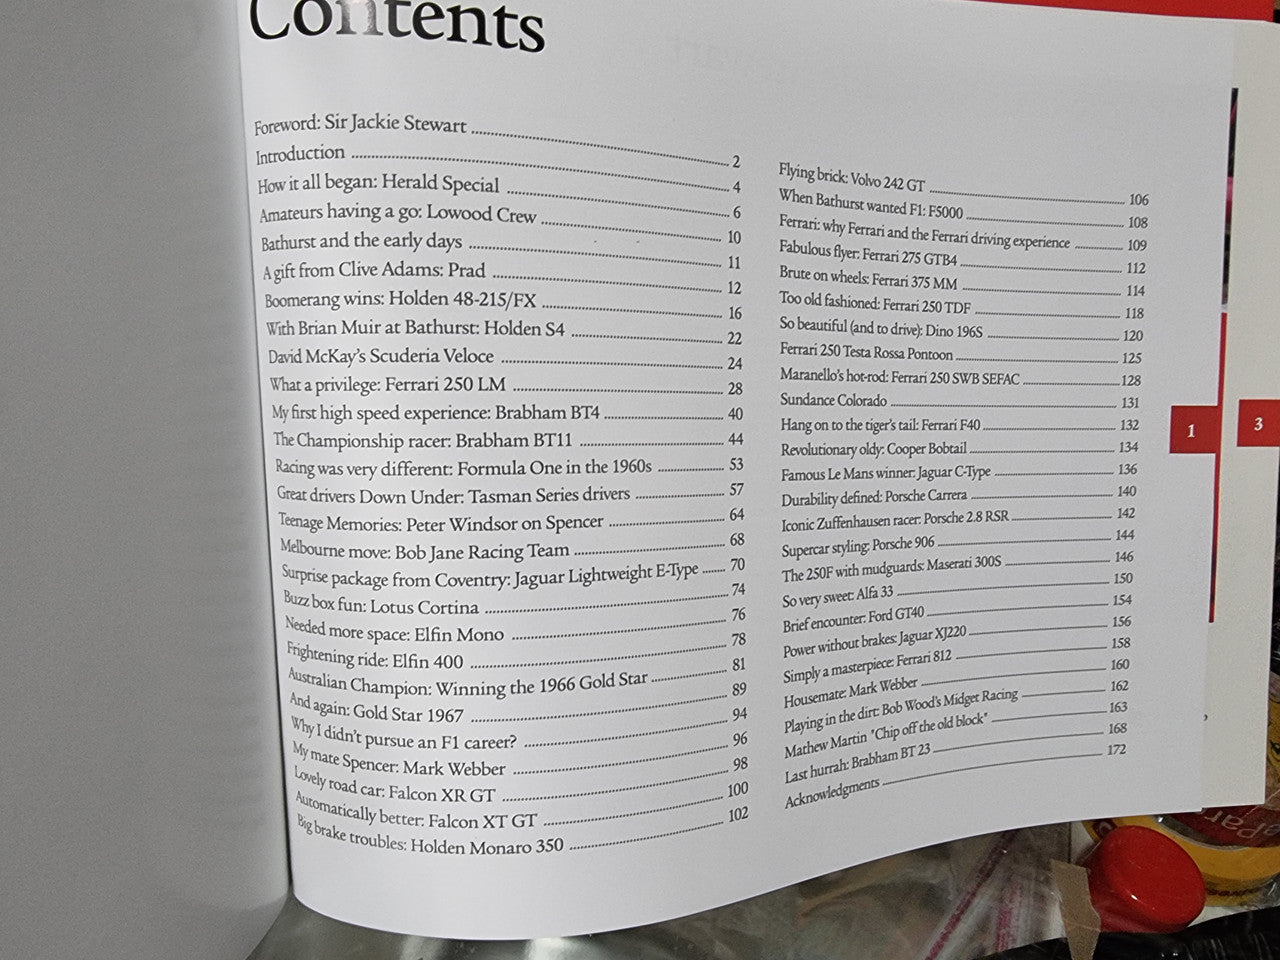 Contents
Foreword: Sir Jackie Stewart 2
Introduction 4
How it all began: Herald Special 6
Amateurs having a go: Lowood Crew 10
Bathurst and the early days 11
A gift from Clive Adams: Prad 12
Boomerang wins: Holden 48-215/FX 16
With Brian Muir at Bathurst: Holden S4 22
David McKay's Scuderia Veloce 24
What a privilege: Ferrari 250 LM 28
My first high speed experience: Brabham BT4 40
The Championship racer: Brabham BT11 44
Racing was very different: Formula One in the 1960s 53
Great drivers Down Under: Tasman Series drivers 57
Teenage Memories: Peter Windsor on Spencer 64
Melbourne move: Bob Jane Racing Team 68
Surprise package from Coventry: Jaguar Lightweight E-Type 70
Buzz box fun: Lotus Cortina 74
Needed more space: Elfin Mono 76
Frightening ride: Elfin 400 78
Australian Champion: Winning the 1966 Gold Star 81
And again: Gold Star 1967 89
Why I didn't pursue an F1 career? 94
My mate Spencer: Mark Webber 96
Lovely road car: Falcon XR GT 98
Automatically better: Falcon XT GT 100
Big brake troubles: Holden Monaro 350 102
Flying brick: Volvo 242 GT 106
When Bathurst wanted F1: F5000 108
Ferrari: why Ferrari and the Ferrari driving experience 109
Fabulous flyer: Ferrari 275 GTB4 112
Brute on wheels: Ferrari 375 MM 114
Too old fashioned: Ferrari 250 TDF 118
So beautiful (and to drive): Dino 196S 120
Ferrari 250 Testa Rossa Pontoon 125
Maranello's hot-rod: Ferrari 250 SWB SEFAC 128
Sundance Colorado 131
Hang on to the tiger's tail: Ferrari F40 132
Revolutionary oldy: Cooper Bobtail 134
Famous Le Mans winner: Jaguar C-Type 136
Durability defined: Porsche Carrera 140
Iconic Zuffenhausen racer: Porsche 2.8 RSR 142
Supercar styling: Porsche 906 144
The 250F with mudguards: Maserati 300S 146
So very sweet: Alfa 33 150
Brief encounter: Ford GT40 154
Power without brakes: Jaguar XJ220 156
Simply a masterpiece: Ferrari 812 158
Housemate: Mark Webber 160
Playing in the dirt: Bob Wood's Midget Racing 162
Mathew Martin "Chip off the old block" 163
Last hurrah: Brabham BT 23 168
Acknowledgments 172
1
3